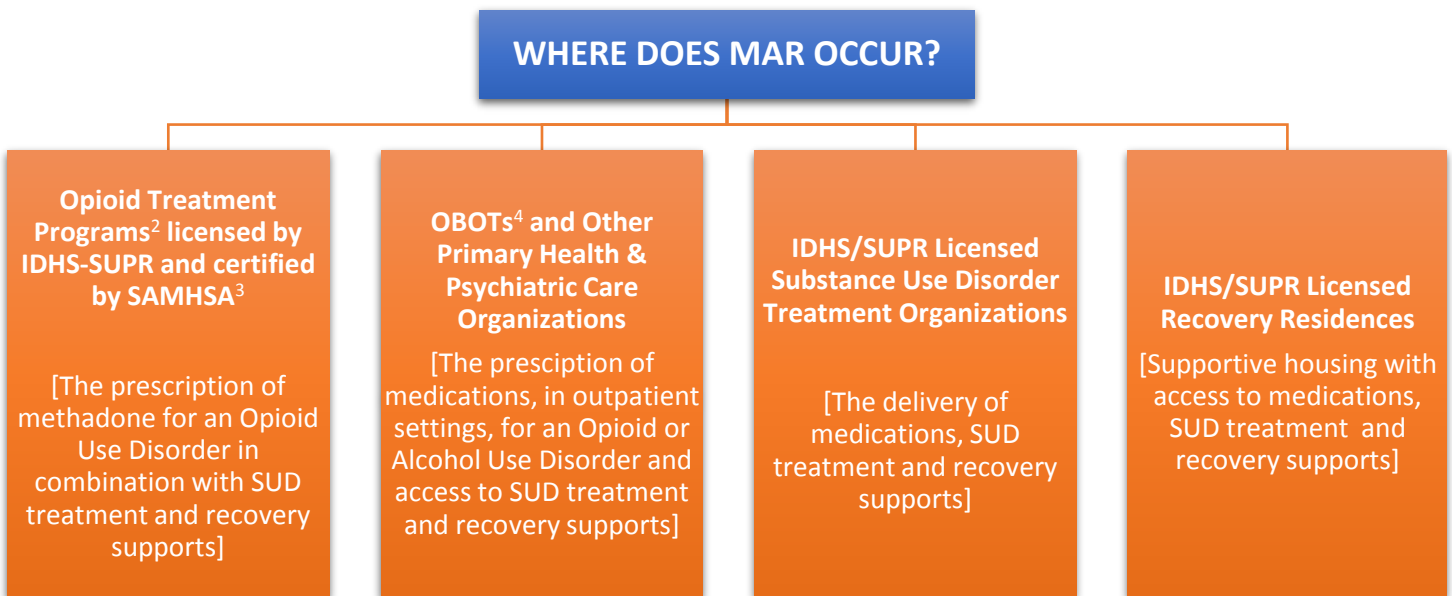 WHERE DOES MAR OCCUR?
Opioid Treatment
Programs² licensed by
IDHS-SUPR and certified
by SAMHSA³
[The prescription of
methadone for an Opioid
Use Disorder in
combination with SUD
treatment and recovery
supports]
OBOTs⁴ and Other
Primary Health &
Psychiatric Care
Organizations
[The presciption of
medications, in outpatient
settings, for an Opioid or
Alcohol Use Disorder and
access to SUD treatment
and recovery supports]
IDHS/SUPR Licensed
Substance Use Disorder
Treatment Organizations
[The delivery of
medications, SUD
treatment and recovery
supports]
IDHS/SUPR Licensed
Recovery Residences
[Supportive housing with
access to medications,
SUD treatment and
recovery supports]